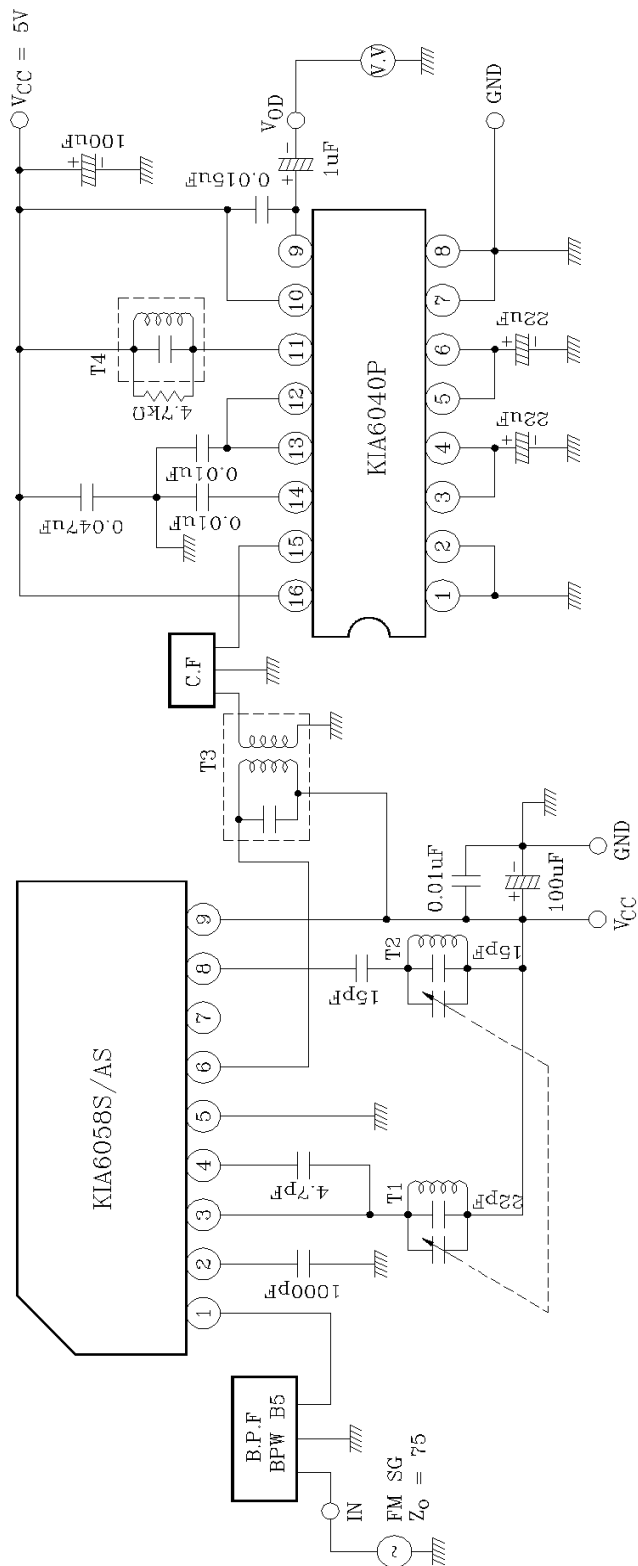 KIA6058S/AS
1
2
3
4
5
6
7
8
9
B.P.F
BPW B5
IN
FM SG
ZO = 75
~
1000pF
4.7pF
T1
22pF
15pF
T2
15pF
0.01uF
+
−
100uF
VCC
GND
T3
C.F
KIA6040P
16
15
14
13
12
11
10
9
1
2
3
4
5
6
7
8
0.047uF
0.01uF
0.01uF
T4
4.7kΩ
VCC = 5V
+
−
100uF
0.015uF
+
−
1uF
VOD
V.V
+
−
22uF
+
−
22uF
GND